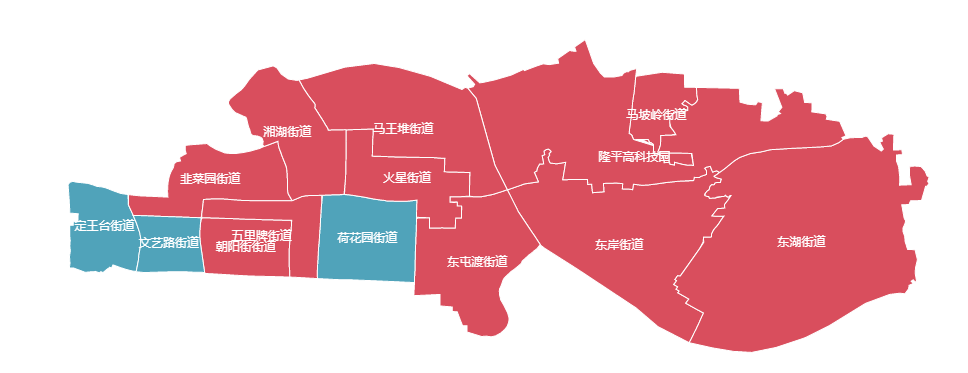 马坡岭街道
马王堆街道
湘湖街道
隆平高科技园
韭菜园街道
火星街道
定王台街道
文艺路街道
五里牌街道
朝阳街街道
荷花园街道
东屯渡街道
东岸街道
东湖街道